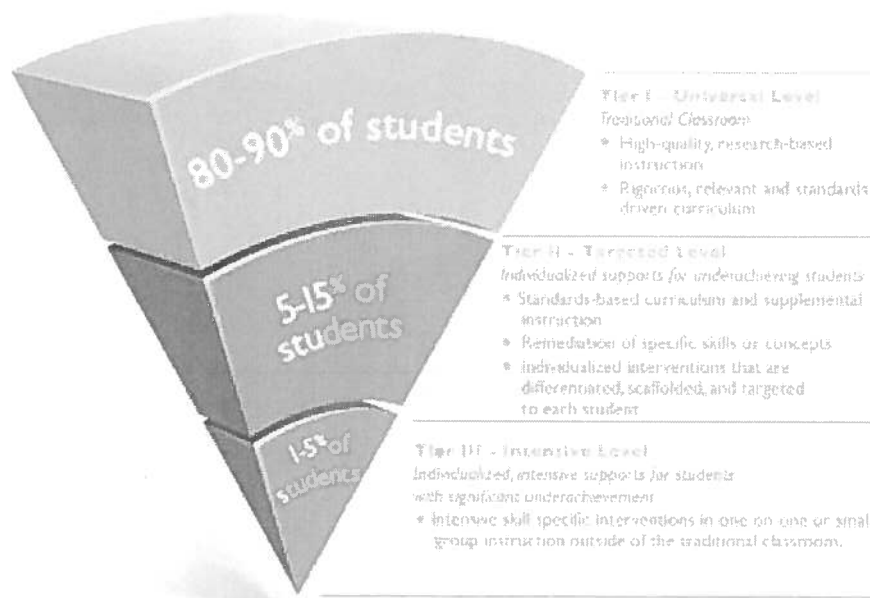 80-90% of students
5-15% of
students
1-5% of
students
Tier I - Universal Level
Traditional Classroom
• High-quality, research-based
instruction
• Rigorous, relevant and standards
driven curriculum
Tier II - Targeted Level
Individualized supports for underachieving students
• Standards-based curriculum and supplemental
instruction
• Remediation of specific skills or concepts
• Individualized interventions that are
differentiated, scaffolded, and targeted
to each student
Tier III - Intensive Level
Individualized, intensive supports for students
with significant underachievement
• Intensive skill specific interventions in one on one or small
group instruction outside of the traditional classroom.